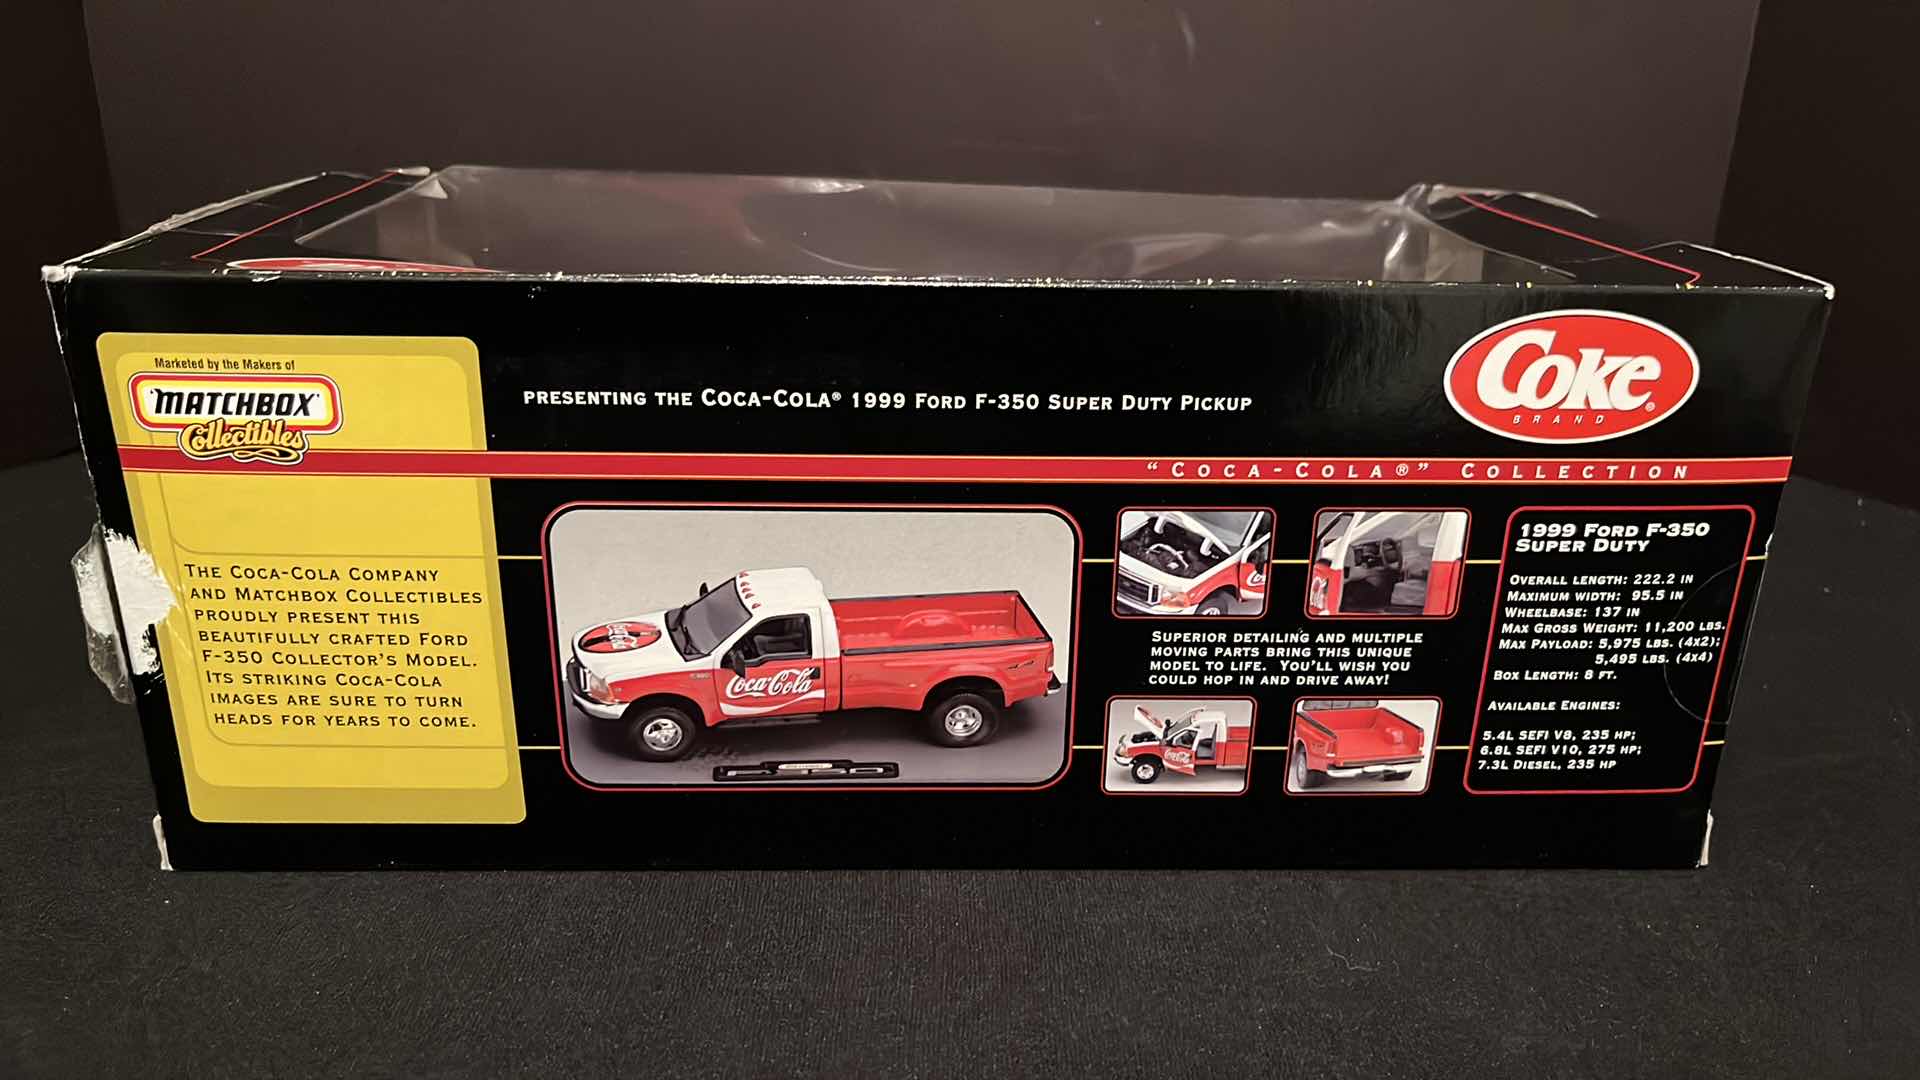 Marketed by the Makers of
MATCHBOX
Collectibles
PRESENTING THE COCA-COLA® 1999 FORD F-350 SUPER DUTY PICKUP
Coke®
BRAND
"COCA-COLA®" COLLECTION
THE COCA-COLA COMPANY
AND MATCHBOX COLLECTIBLES
PROUDLY PRESENT THIS
BEAUTIFULLY CRAFTED FORD
F-350 COLLECTOR'S MODEL.
ITS STRIKING COCA-COLA
IMAGES ARE SURE TO TURN
HEADS FOR YEARS TO COME.
Coca-Cola
Coca-Cola
F-350
SUPERIOR DETAILING AND MULTIPLE
MOVING PARTS BRING THIS UNIQUE
MODEL TO LIFE. YOU'LL WISH YOU
COULD HOP IN AND DRIVE AWAY!
Coca-Cola
1999 FORD F-350
SUPER DUTY
OVERALL LENGTH: 222.2 IN
MAXIMUM WIDTH: 95.5 IN
WHEELBASE: 137 IN
MAX GROSS WEIGHT: 11,200 LBS.
MAX PAYLOAD: 5,975 LBS. (4X2);
5,495 LBS. (4X4)
BOX LENGTH: 8 FT.
AVAILABLE ENGINES:
5.4L SEFI V8, 235 HP;
6.8L SEFI V10, 275 HP;
7.3L DIESEL, 235 HP